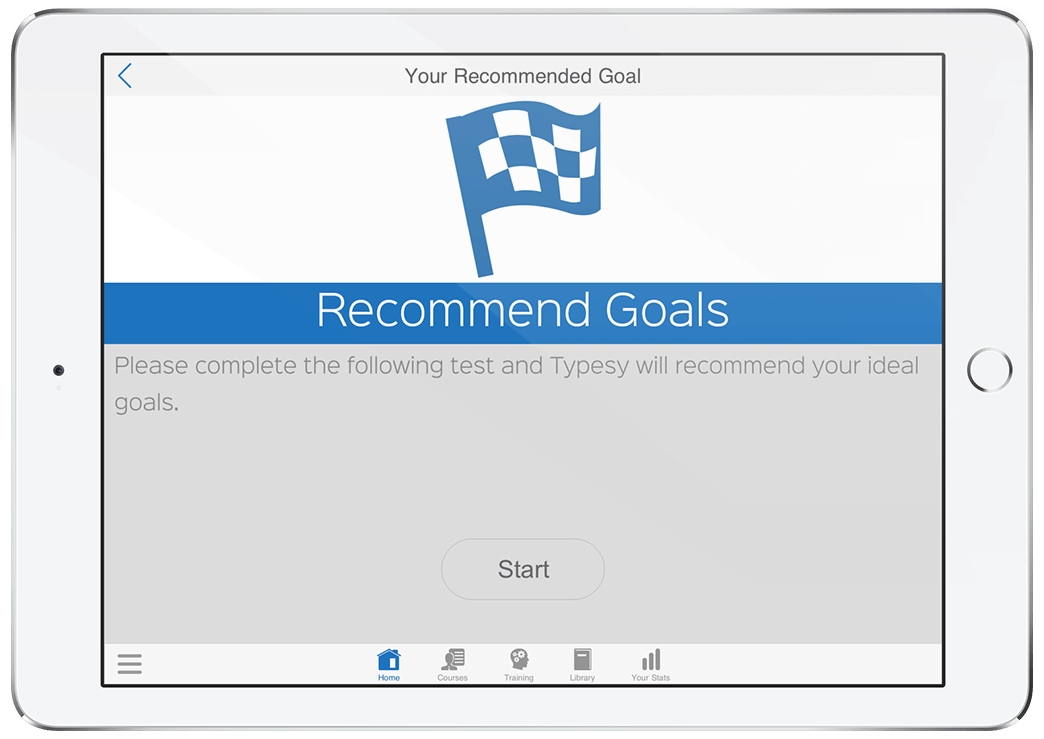 Your Recommended Goal
Recommend Goals
Please complete the following test and Typesy will recommend your ideal
goals.
Start
Home
Courses
Training
Library
Your Stats